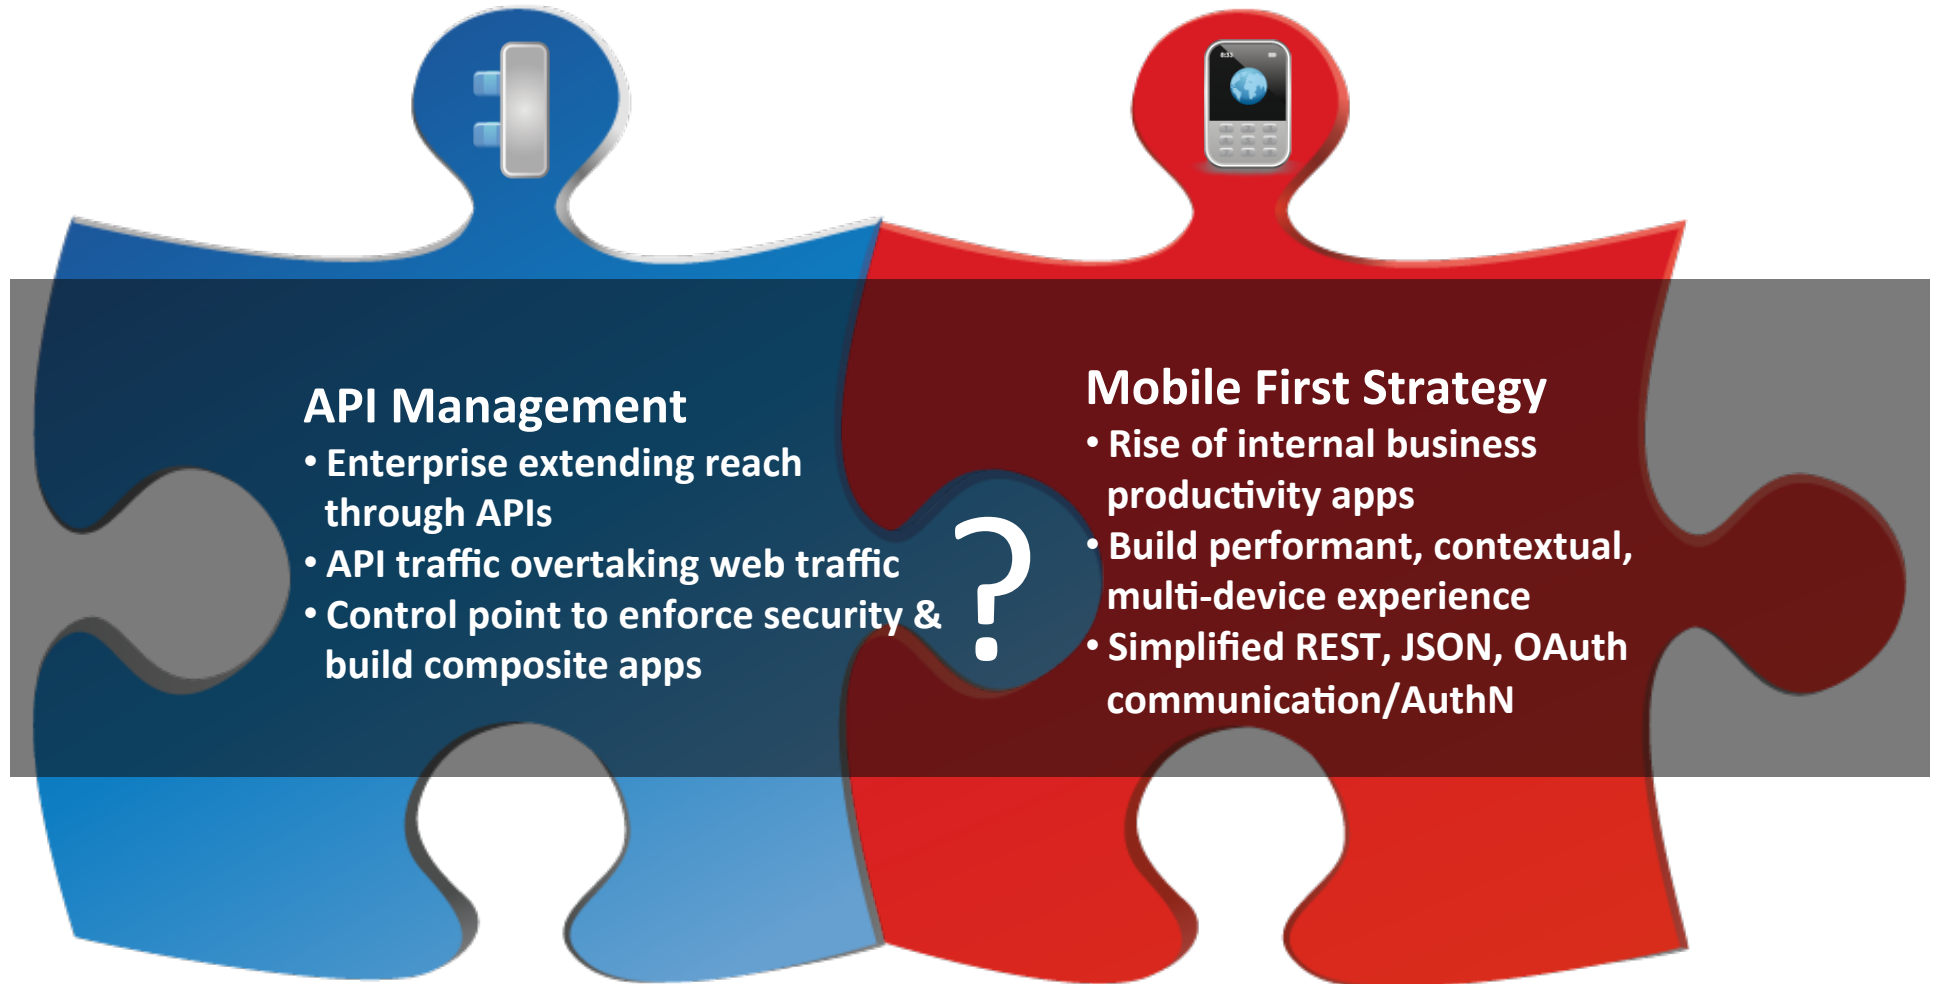 8:33
API Management
• Enterprise extending reach
through APIs
• API traffic overtaking web traffic
• Control point to enforce security &
build composite apps
?
Mobile First Strategy
• Rise of internal business
productivity apps
• Build performant, contextual,
multi-device experience
• Simplified REST, JSON, OAuth
communication/AuthN